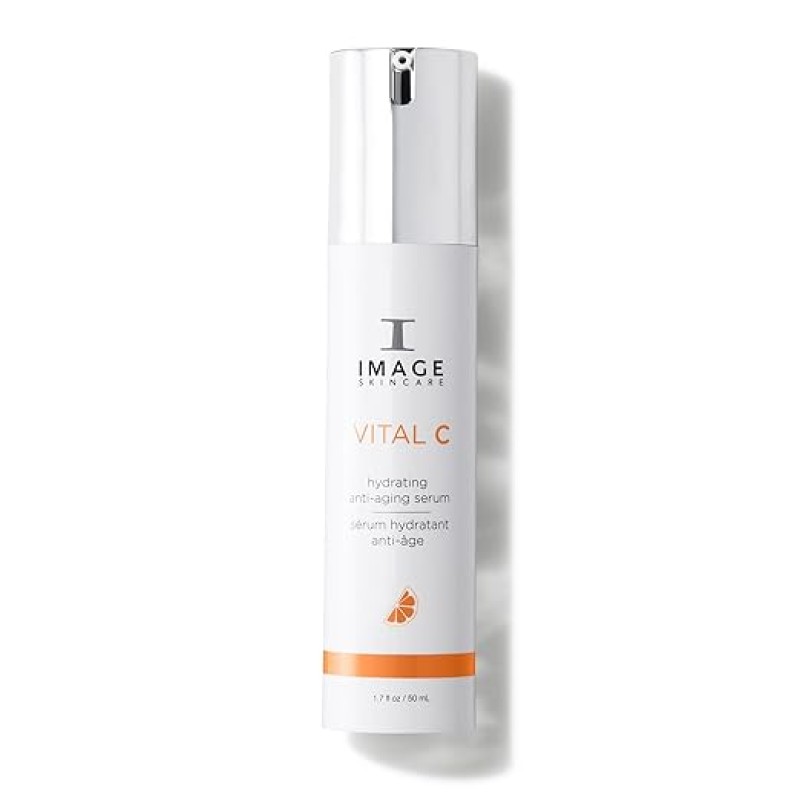 IMAGE
SKINCARE
VITAL C
hydrating
anti-aging serum
sérum hydratant
anti-âge
1.7 fl oz / 50 mL